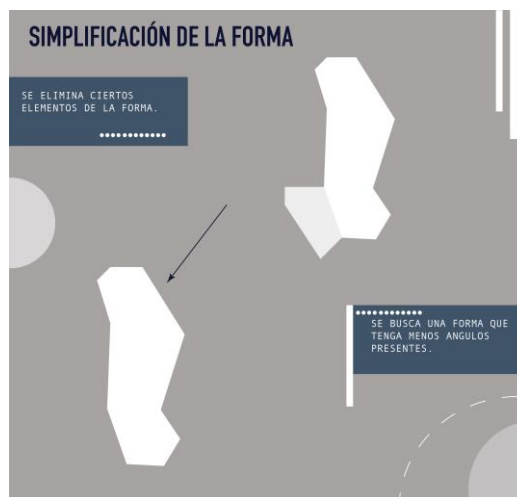 SIMPLIFICACIÓN DE LA FORMA
SE ELIMINA CIERTOS
ELEMENTOS DE LA FORMA.
SE BUSCA UNA FORMA QUE
TENGA MENOS ANGULOS
PRESENTES.